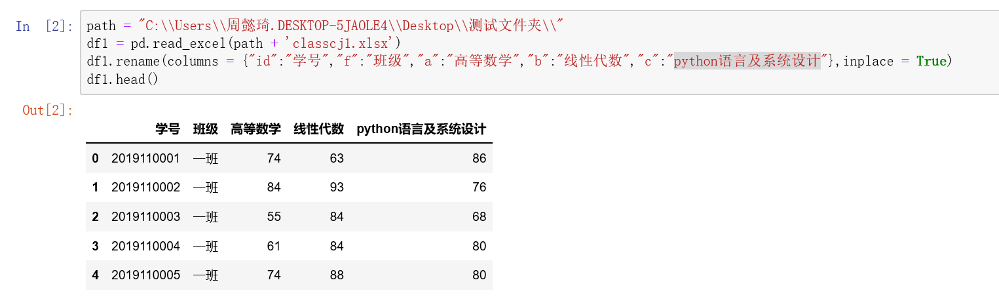 In [2]:
path = "C:\\Users\\周懿琦.DESKTOP-5JAOLE4\\Desktop\\测试文件夹\\"
df1 = pd.read_excel(path + 'classcj1.xlsx')
df1.rename(columns = {"id":"学号","f":"班级","a":"高等数学","b":"线性代数","c":"python语言及系统设计"},inplace = True)
df1.head()
Out[2]:
学号 班级 高等数学 线性代数 python语言及系统设计
0 2019110001 一班 74 63 86
1 2019110002 一班 84 93 76
2 2019110003 一班 55 84 68
3 2019110004 一班 61 84 80
4 2019110005 一班 74 88 80